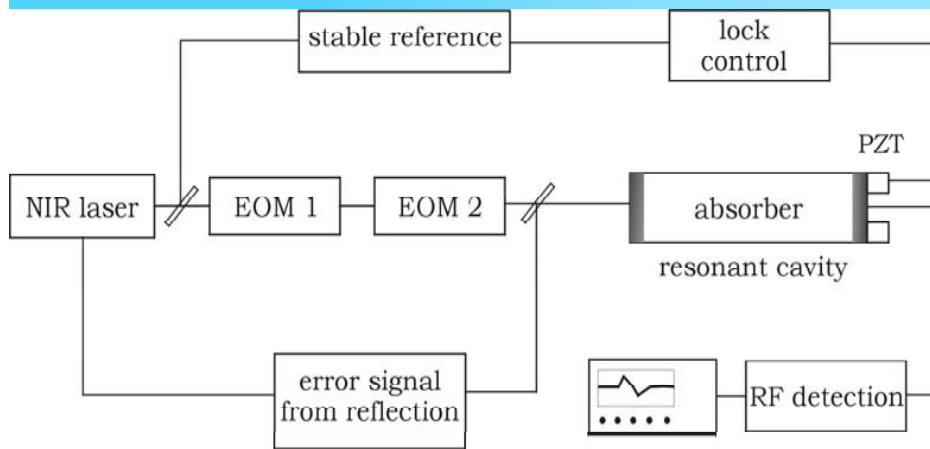 stable reference
lock
control
PZT
NIR laser
EOM 1
EOM 2
absorber
resonant cavity
error signal
from reflection
RF detection